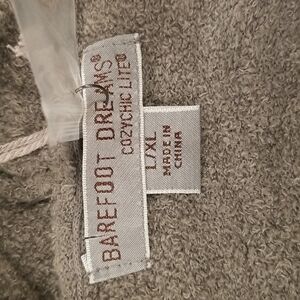 BAREFOOT DREAMS®
COZYCHIC LITE®
L/XL
MADE IN
CHINA